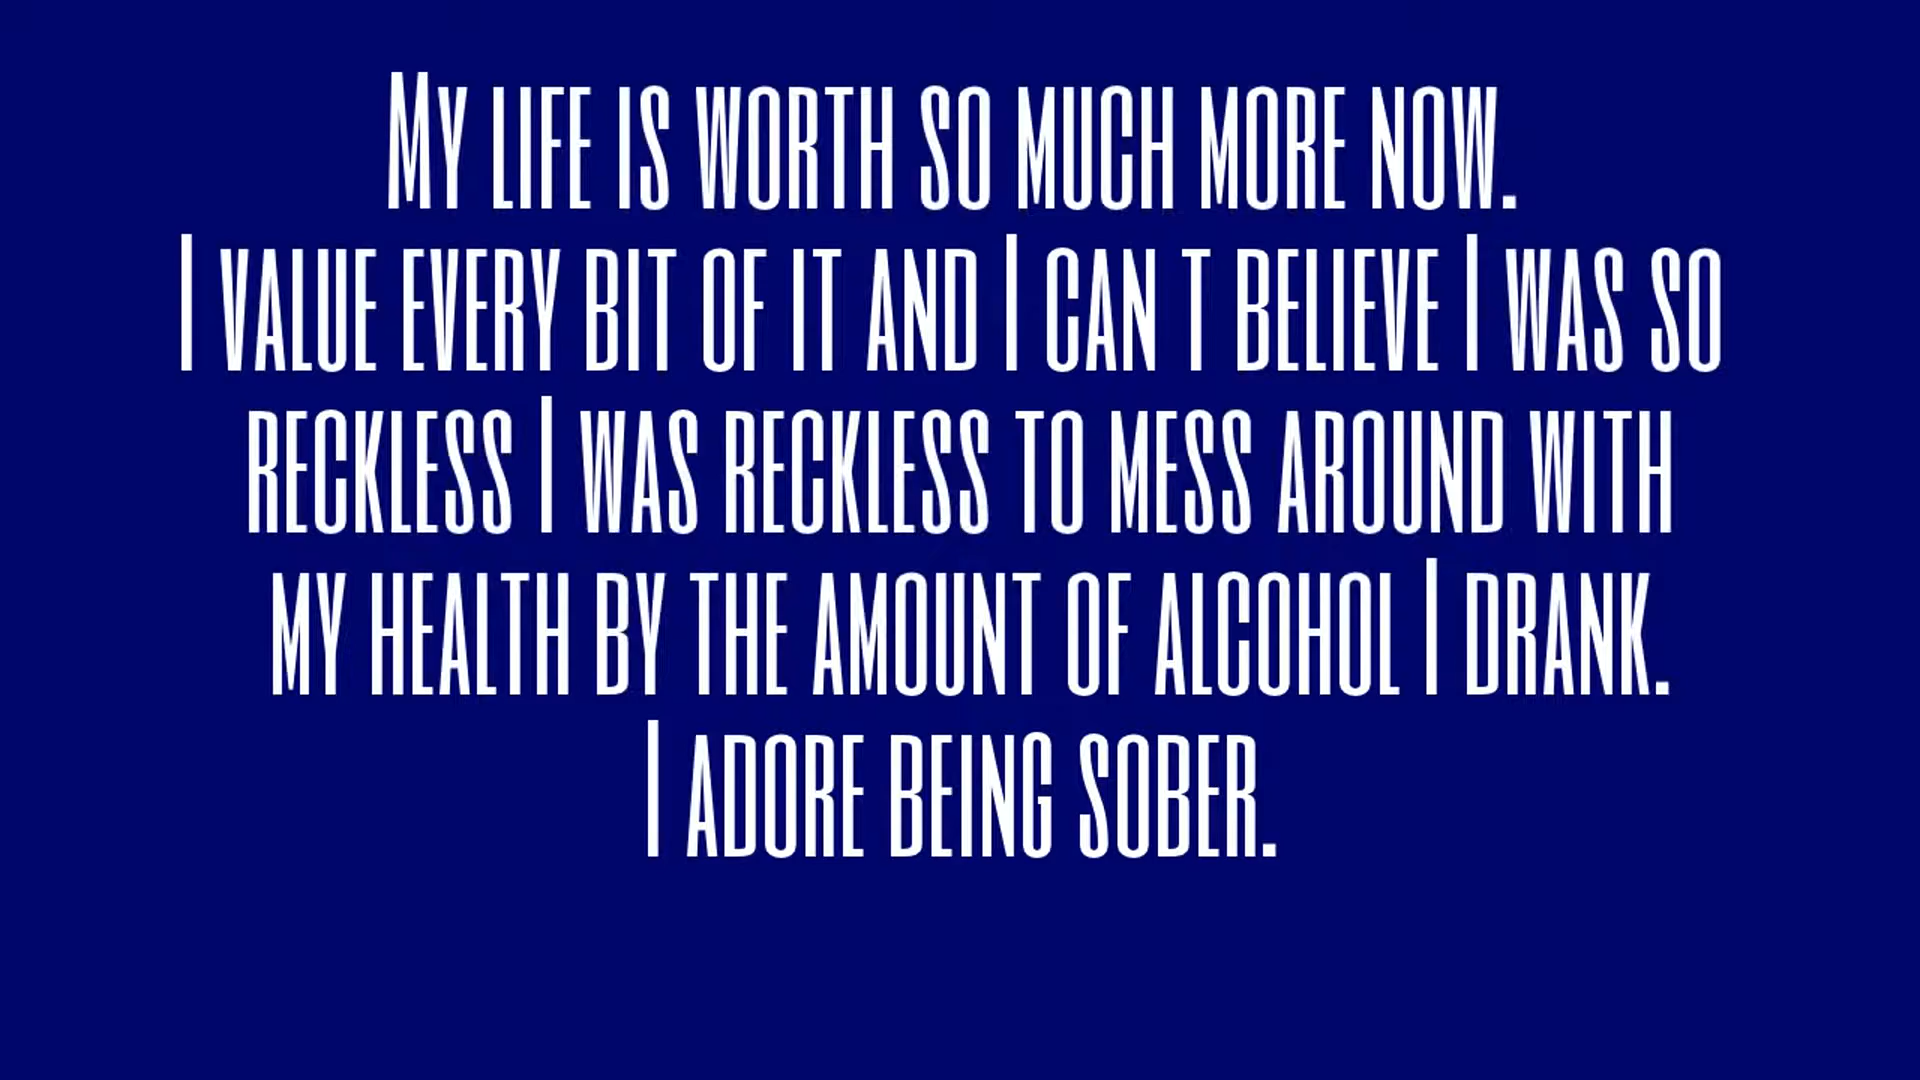 My life is worth so much more now.
I value every bit of it and I can t believe I was so
reckless I was reckless to mess around with
my health by the amount of alcohol I drank.
I adore being sober.